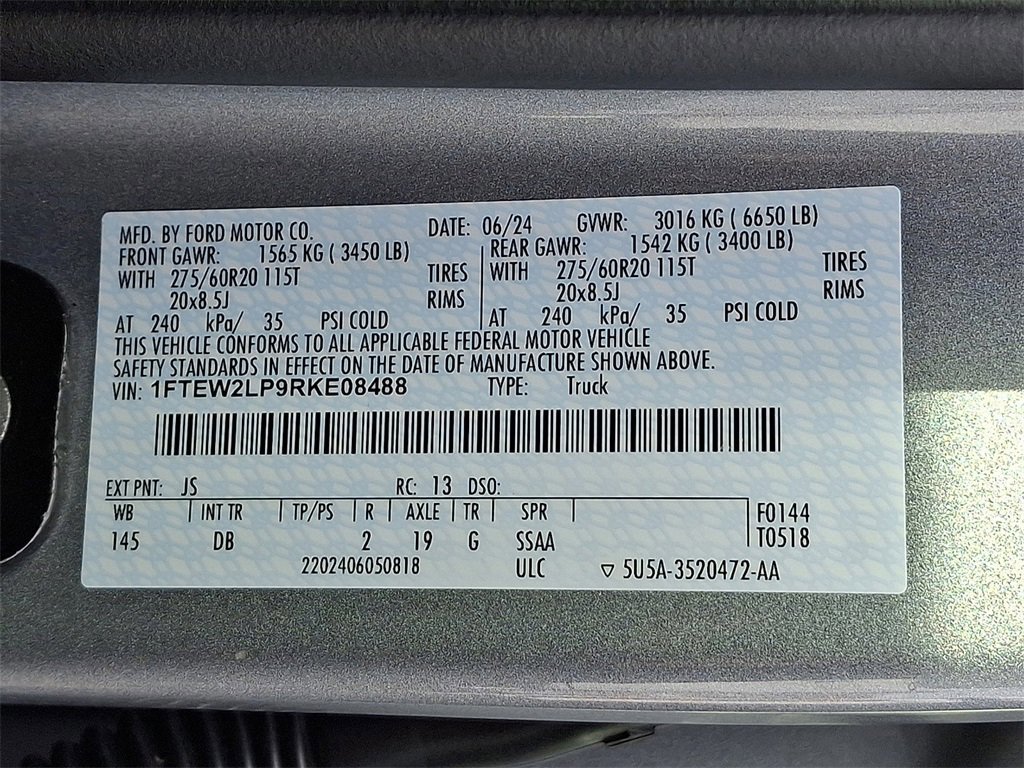 MFD. BY FORD MOTOR CO. DATE: 06/24 GVWR: 3016 KG ( 6650 LB)
FRONT GAWR: 1565 KG ( 3450 LB) REAR GAWR: 1542 KG ( 3400 LB)
WITH 275/60R20 115T TIRES WITH 275/60R20 115T TIRES
20x8.5J RIMS 20x8.5J RIMS
AT 240 kPa/ 35 PSI COLD AT 240 kPa/ 35 PSI COLD
THIS VEHICLE CONFORMS TO ALL APPLICABLE FEDERAL MOTOR VEHICLE
SAFETY STANDARDS IN EFFECT ON THE DATE OF MANUFACTURE SHOWN ABOVE.
VIN: 1FTEW2LP9RKE08488 TYPE: Truck
EXT PNT: JS RC: 13 DSO:
WB INT TR TP/PS R AXLE TR SPR F0144
145 DB 2 19 G SSAA T0518
2202406050818 ULC ▽ 5U5A-3520472-AA